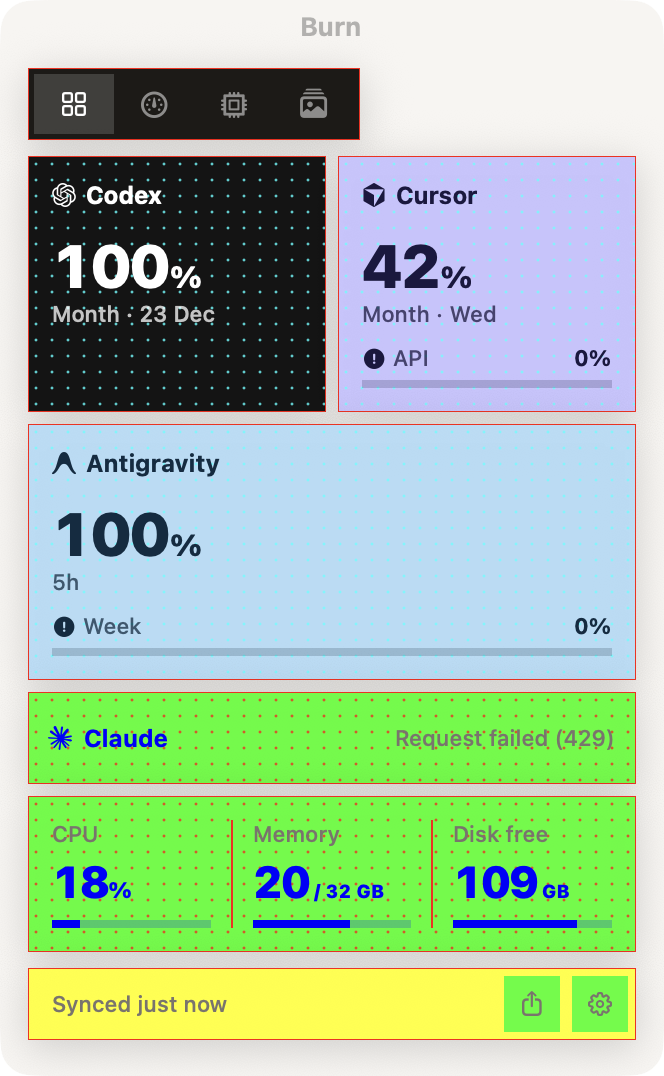 Burn
Codex
100%
Month · 23 Dec
Cursor
42%
Month · Wed
API 0%
Antigravity
100%
5h
Week 0%
Claude Request failed (429)
CPU Memory Disk free
18% 20 / 32 GB 109 GB
Synced just now